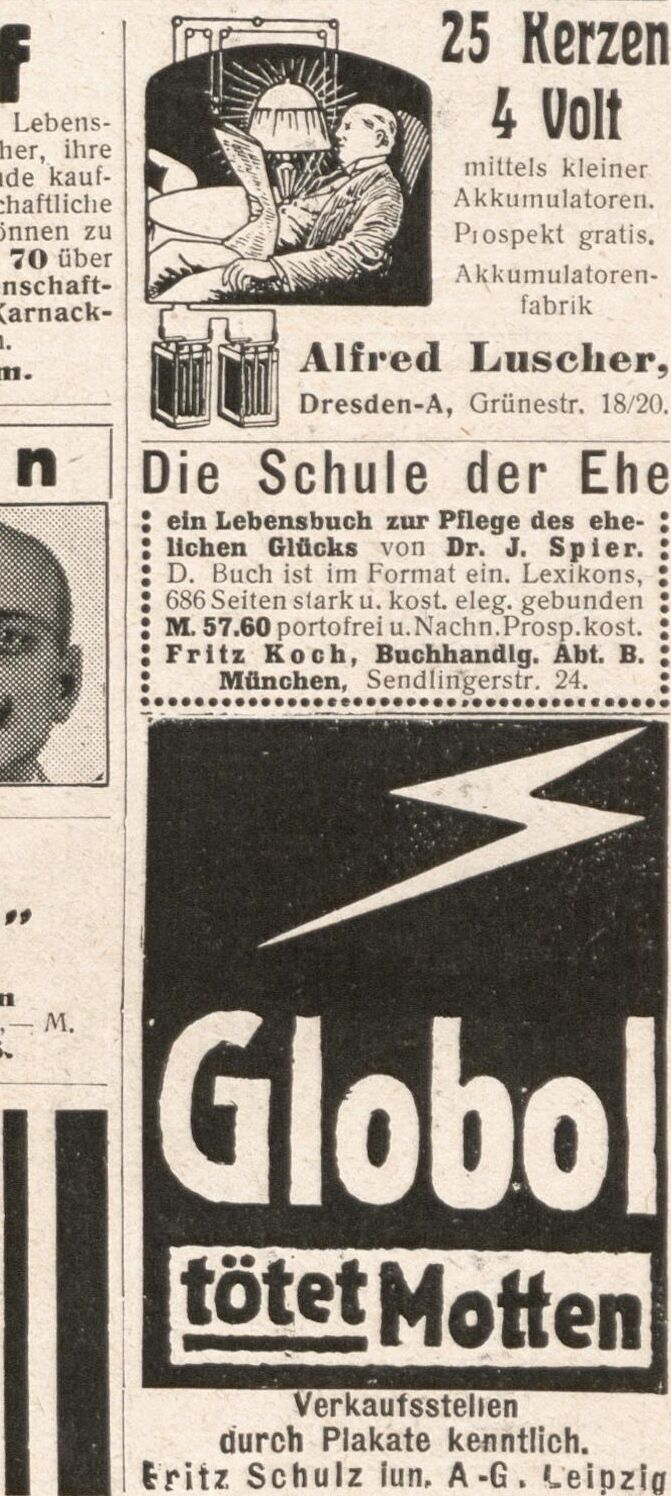 f
Lebens-
her, ihre
nde kauf-
chaftliche
önnen zu
70 über
nschaft-
Karnack-
n.
m.
n
"
n
,— M.
25 Kerzen
4 Volt
mittels kleiner
Akkumulatoren.
Prospekt gratis.
Akkumulatoren-
fabrik
Alfred Luscher,
Dresden-A, Grünestr. 18/20.
Die Schule der Ehe
ein Lebensbuch zur Pflege des ehe-
lichen Glücks von Dr. J. Spier.
D. Buch ist im Format ein. Lexikons,
686 Seiten stark u. kost. eleg. gebunden
M. 57.60 portofrei u. Nachn. Prosp. kost.
Fritz Koch, Buchhandlg. Abt. B.
München, Sendlingerstr. 24.
Globol
tötet Motten
Verkaufsstellen
durch Plakate kenntlich.
Fritz Schulz iun. A-G. Leipzig